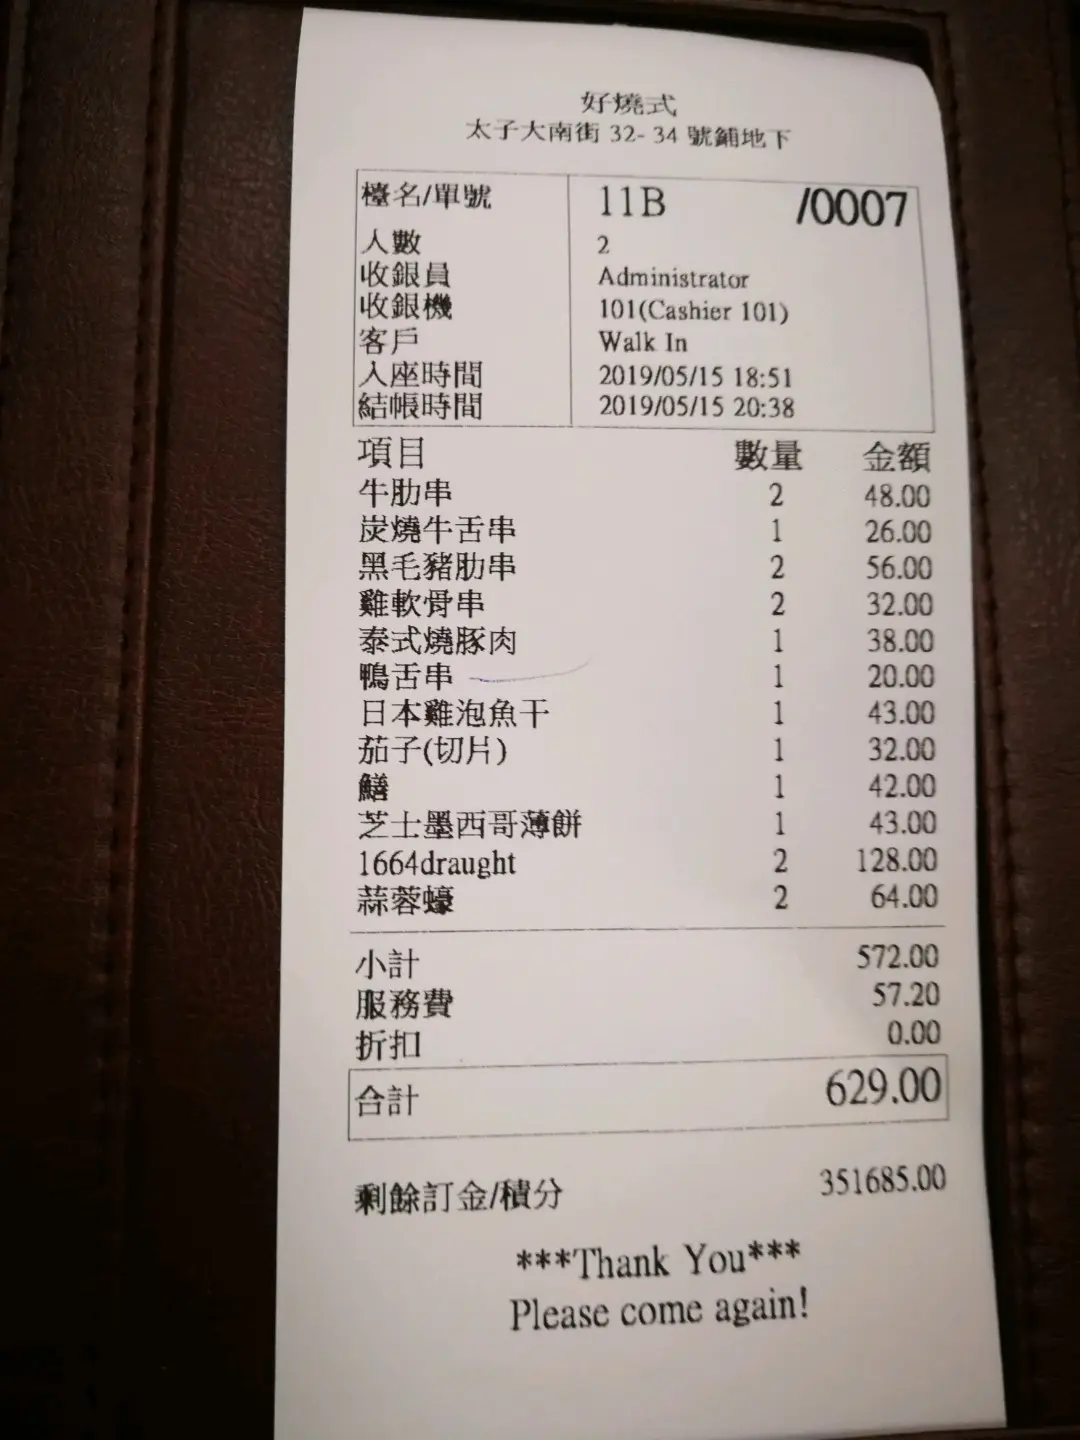 好燒式
太子大南街 32- 34 號鋪地下
檯名/單號 11B /0007
人數 2
收銀員 Administrator
收銀機 101(Cashier 101)
客戶 Walk In
入座時間 2019/05/15 18:51
結帳時間 2019/05/15 20:38
項目 數量 金額
牛肋串 2 48.00
炭燒牛舌串 1 26.00
黑毛豬肋串 2 56.00
雞軟骨串 2 32.00
泰式燒豚肉 1 38.00
鴨舌串 1 20.00
日本雞泡魚干 1 43.00
茄子(切片) 1 32.00
鱔 1 42.00
芝士墨西哥薄餅 1 43.00
1664draught 2 128.00
蒜蓉蠔 2 64.00
小計 572.00
服務費 57.20
折扣 0.00
合計 629.00
剩餘訂金/積分 351685.00
***Thank You***
Please come again!